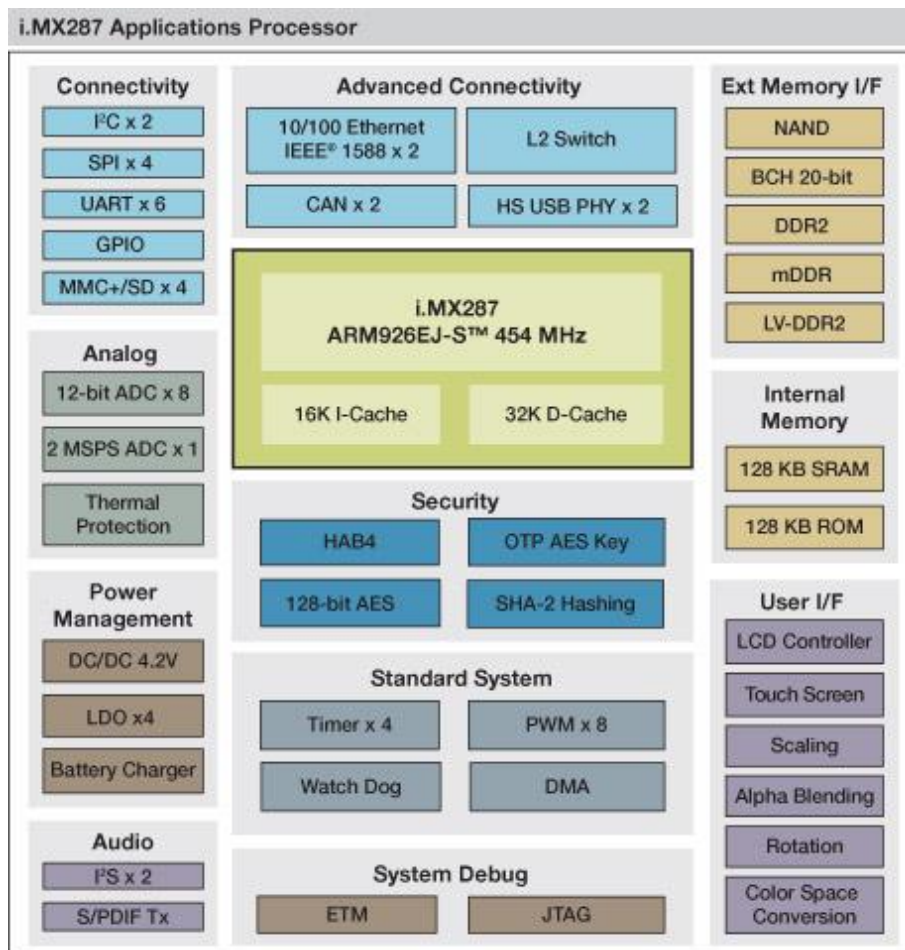 i.MX287 Applications Processor
Connectivity
I²C x 2
SPI x 4
UART x 6
GPIO
MMC+/SD x 4
Analog
12-bit ADC x 8
2 MSPS ADC x 1
Thermal
Protection
Power
Management
DC/DC 4.2V
LDO x4
Battery Charger
Audio
I²S x 2
S/PDIF Tx
Advanced Connectivity
10/100 Ethernet
IEEE® 1588 x 2
L2 Switch
CAN x 2
HS USB PHY x 2
i.MX287
ARM926EJ-S™ 454 MHz
16K I-Cache
32K D-Cache
Security
HAB4
OTP AES Key
128-bit AES
SHA-2 Hashing
Standard System
Timer x 4
PWM x 8
Watch Dog
DMA
System Debug
ETM
JTAG
Ext Memory I/F
NAND
BCH 20-bit
DDR2
mDDR
LV-DDR2
Internal
Memory
128 KB SRAM
128 KB ROM
User I/F
LCD Controller
Touch Screen
Scaling
Alpha Blending
Rotation
Color Space
Conversion